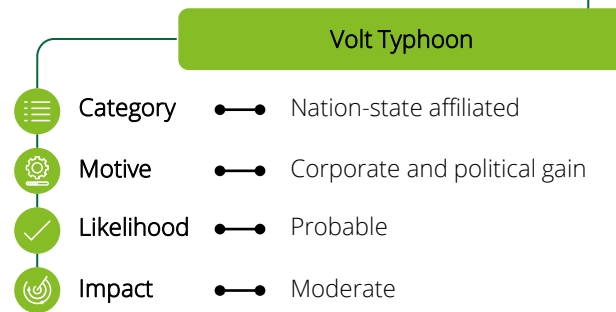 Volt Typhoon
Category Nation-state affiliated
Motive Corporate and political gain
Likelihood Probable
Impact Moderate